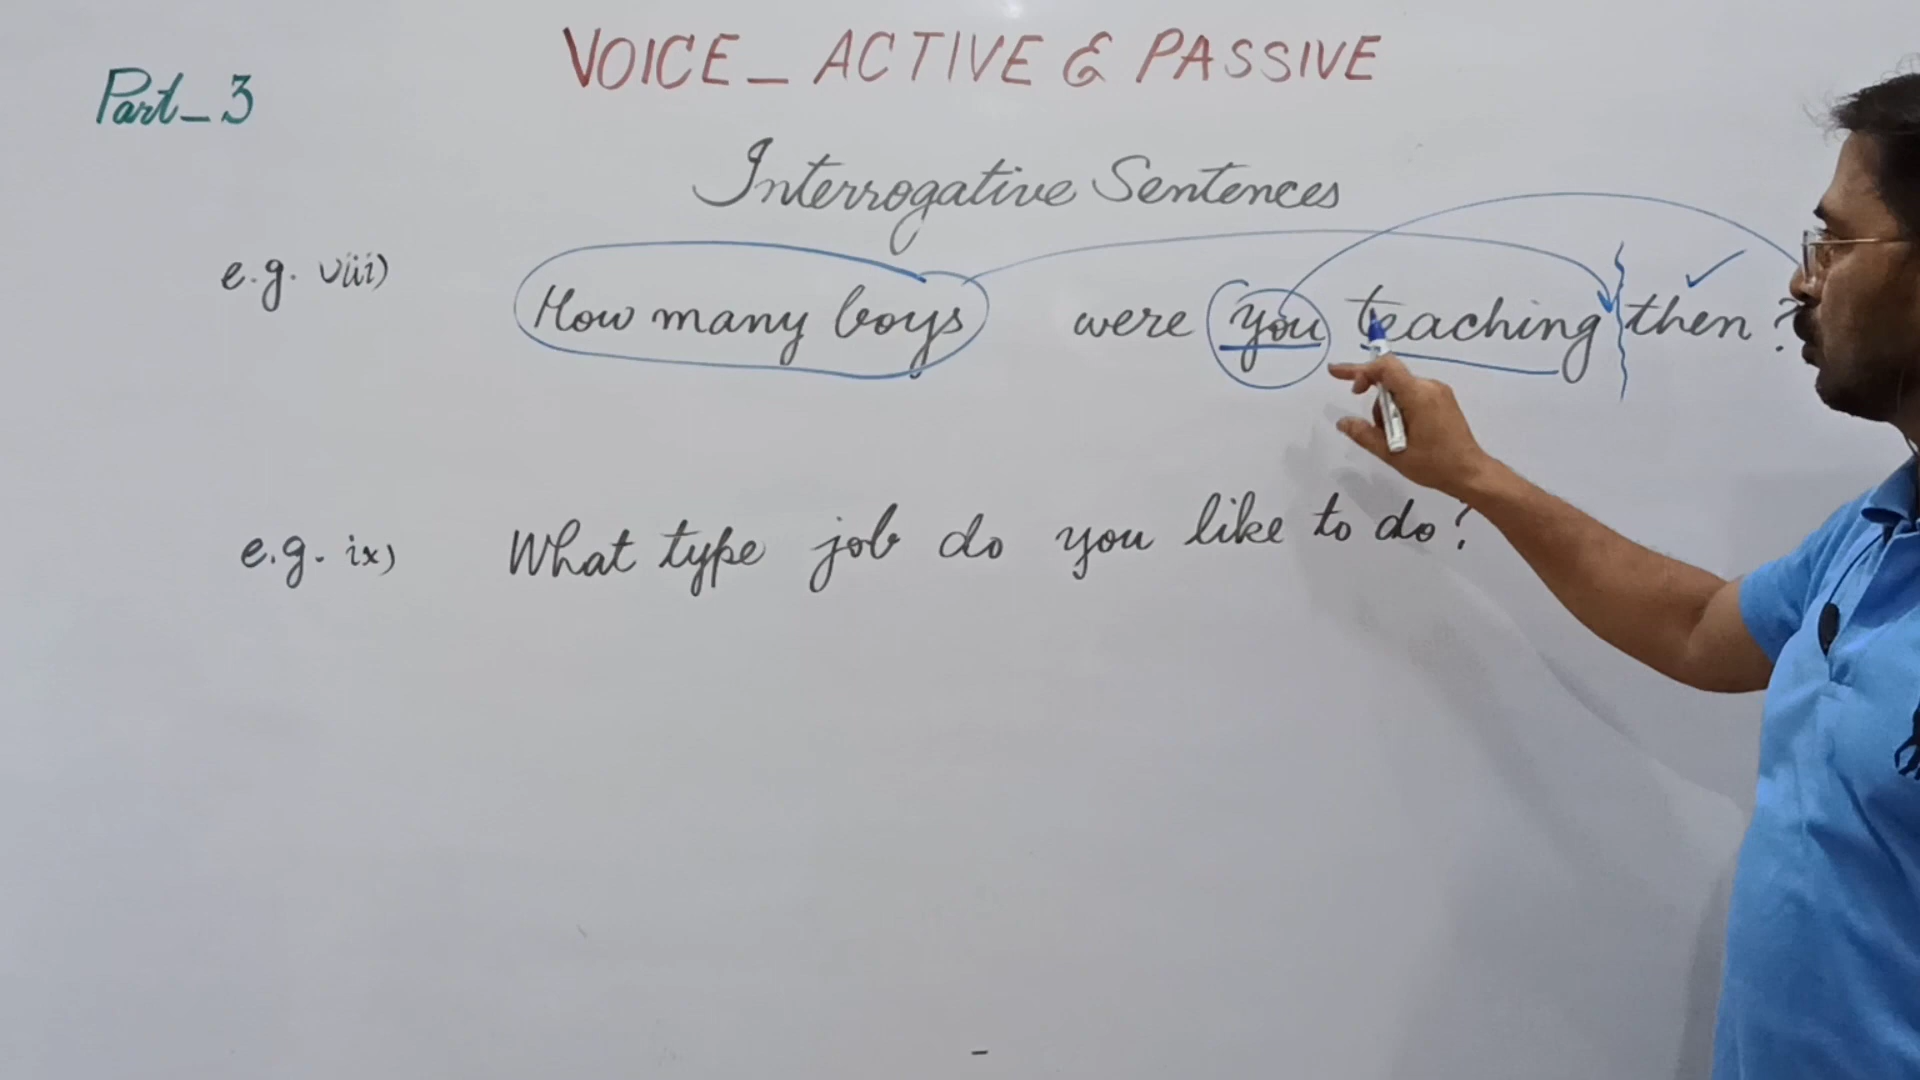 VOICE_ ACTIVE & PASSIVE
Part_3
Interrogative Sentences
e.g. viii) How many boys were you teaching then ?
e.g. ix) What type job do you like to do?